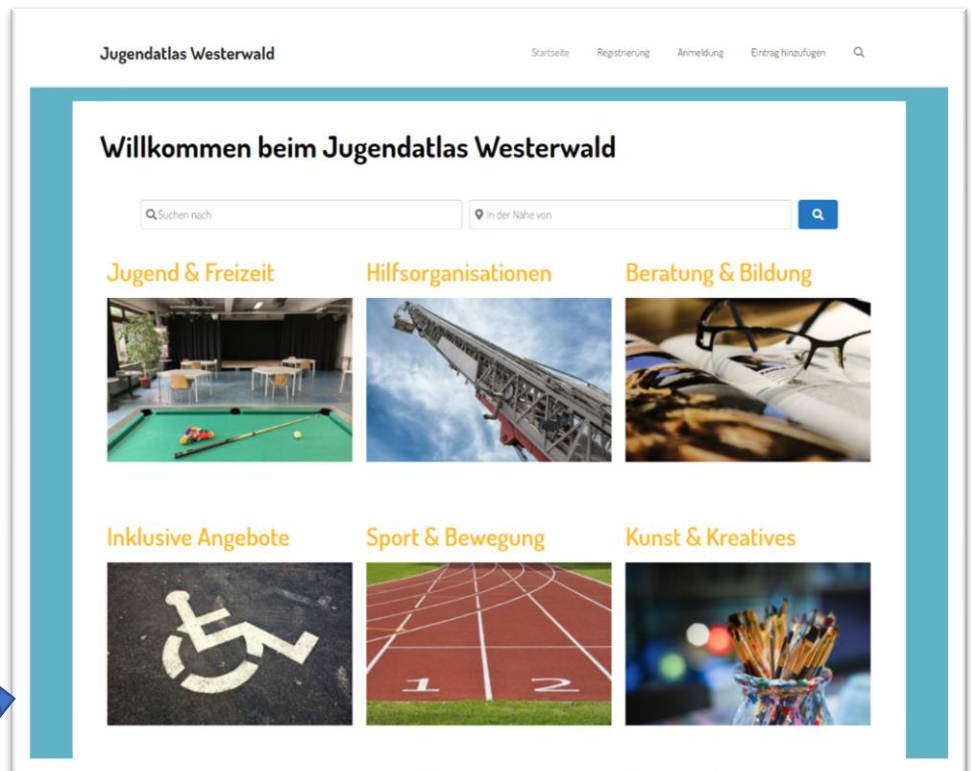 Jugendatlas Westerwald
Startseite Registrierung Anmeldung Eintrag hinzufügen
Willkommen beim Jugendatlas Westerwald
Suchen nach In der Nähe von
Jugend & Freizeit Hilfsorganisationen Beratung & Bildung
Inklusive Angebote Sport & Bewegung Kunst & Kreatives
1 2